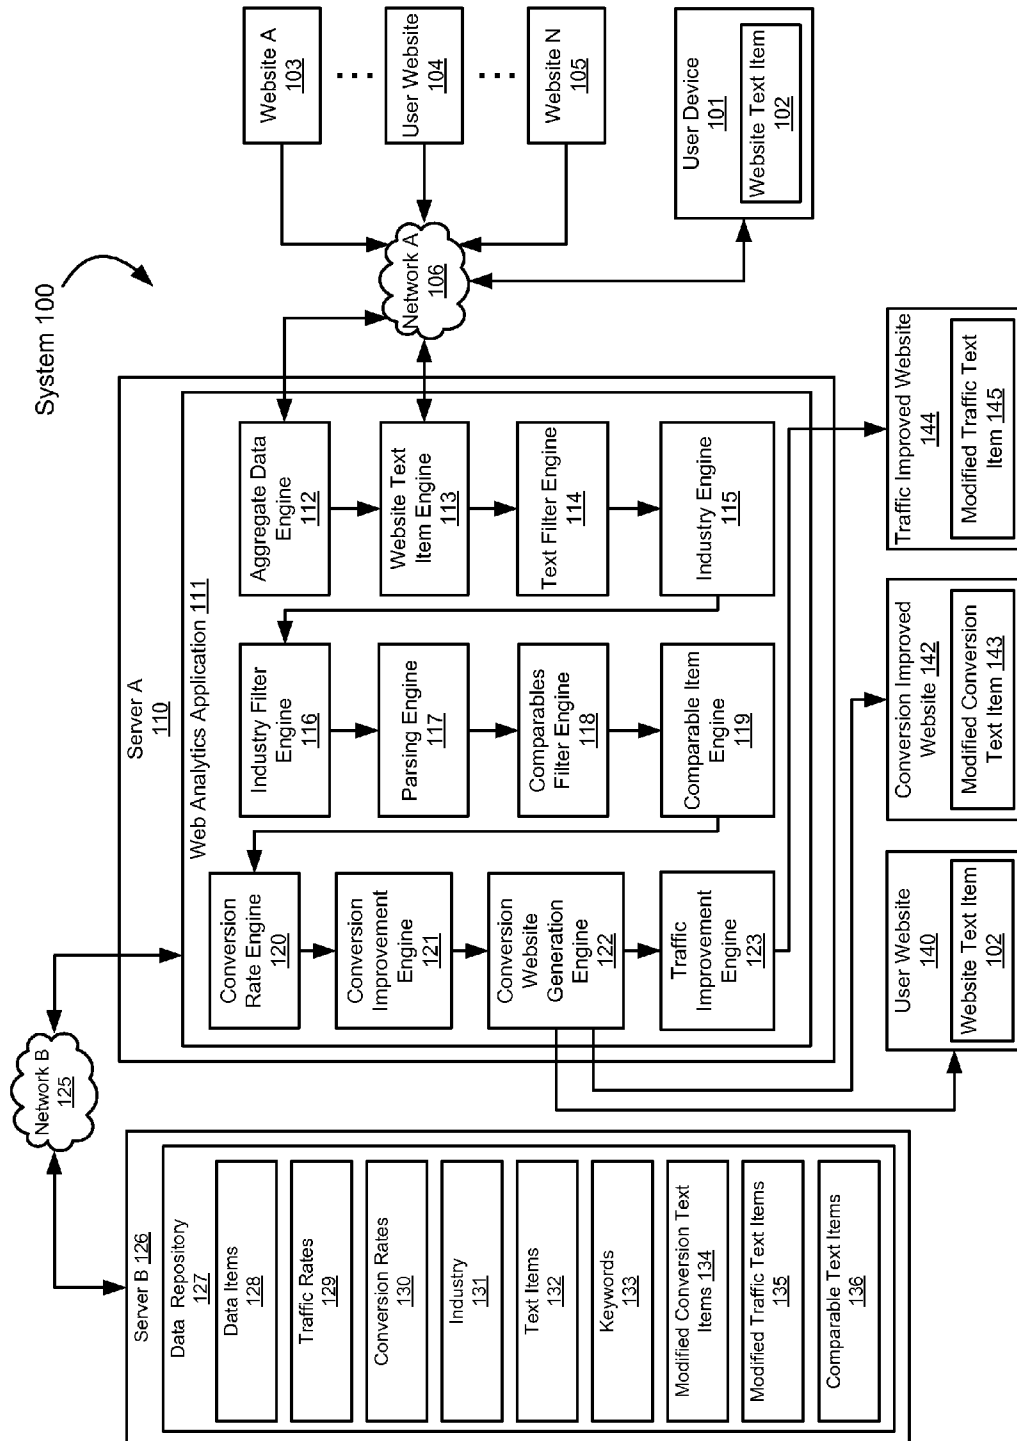 System 100
Server B 126
Data Repository
127
Data Items
128
Traffic Rates
129
Conversion Rates
130
Industry
131
Text Items
132
Keywords
133
Modified Conversion Text
Items 134
Modified Traffic Text Items
135
Comparable Text Items
136
Network B
125
Server A
110
Web Analytics Application 111
Conversion
Rate Engine
120
Conversion
Improvement
Engine
121
Conversion
Website
Generation
Engine
122
Traffic
Improvement
Engine
123
Industry Filter
Engine
116
Parsing Engine
117
Comparables
Filter Engine
118
Comparable Item
Engine
119
Aggregate Data
Engine
112
Website Text
Item Engine
113
Text Filter Engine
114
Industry Engine
115
Network A
106
Website A
103
User Website
104
Website N
105
User Device
101
Website Text Item
102
User Website
140
Website Text Item
102
Conversion Improved
Website 142
Modified Conversion
Text Item 143
Traffic Improved Website
144
Modified Traffic Text
Item 145